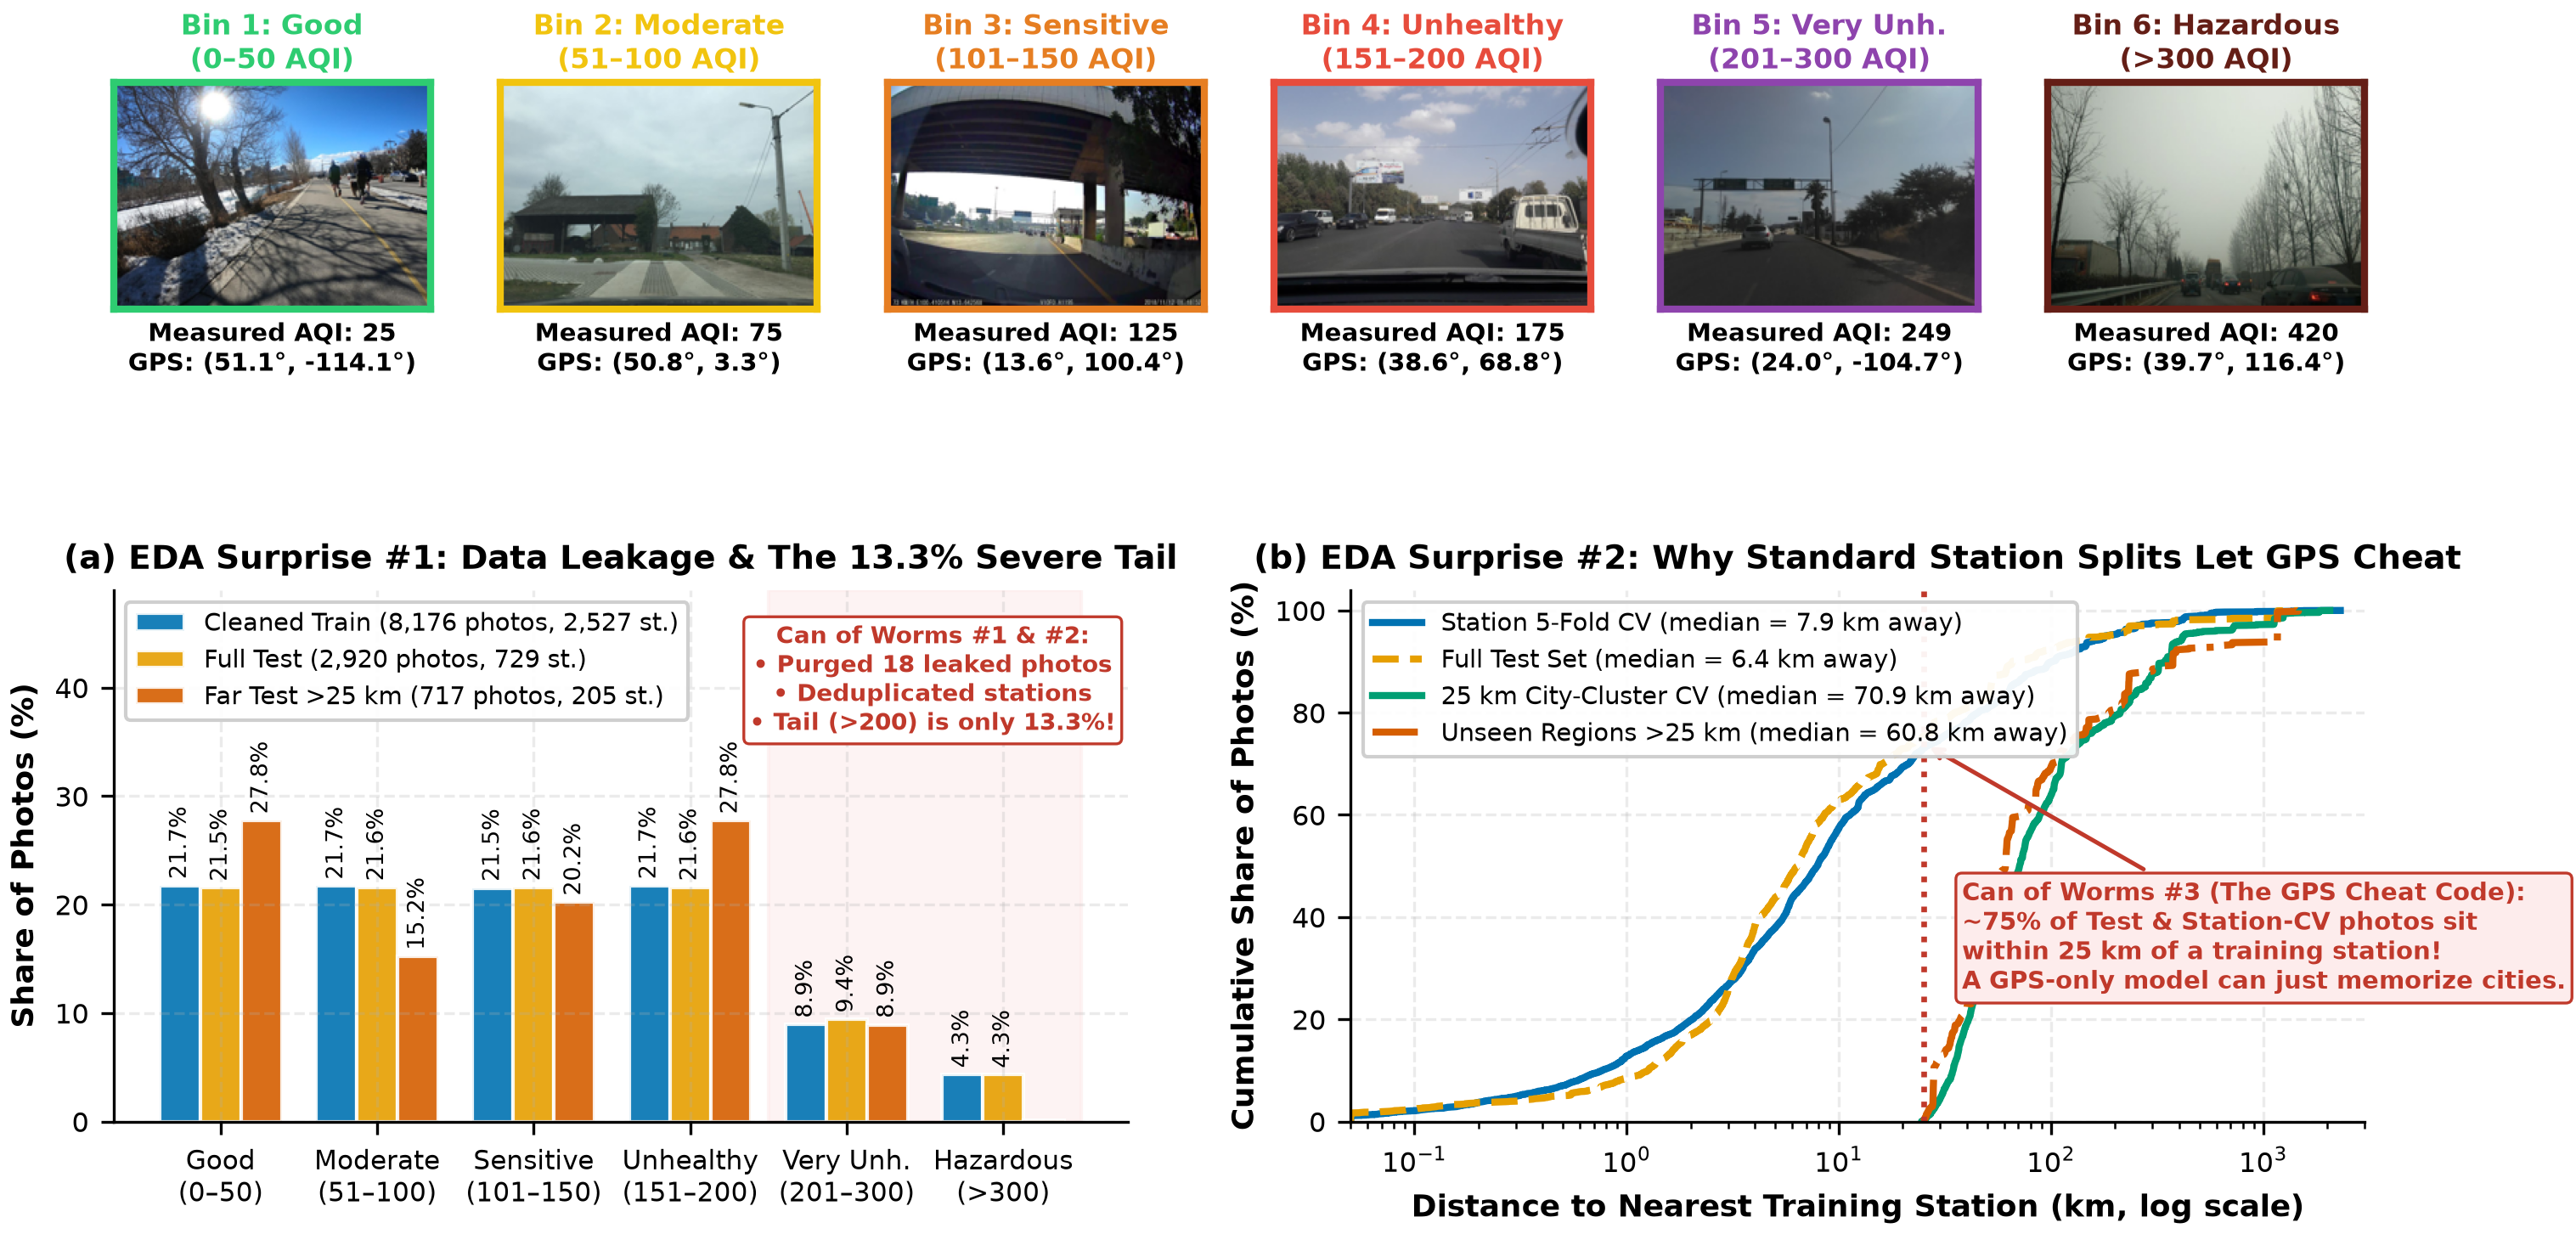 Bin 1: Good
(0–50 AQI)
Bin 2: Moderate
(51–100 AQI)
Bin 3: Sensitive
(101–150 AQI)
Bin 4: Unhealthy
(151–200 AQI)
Bin 5: Very Unh.
(201–300 AQI)
Bin 6: Hazardous
(>300 AQI)
Measured AQI: 25
GPS: (51.1°, -114.1°)
Measured AQI: 75
GPS: (50.8°, 3.3°)
Measured AQI: 125
GPS: (13.6°, 100.4°)
Measured AQI: 175
GPS: (38.6°, 68.8°)
Measured AQI: 249
GPS: (24.0°, -104.7°)
Measured AQI: 420
GPS: (39.7°, 116.4°)
(a) EDA Surprise #1: Data Leakage & The 13.3% Severe Tail
Share of Photos (%)
40
30
20
10
0
Cleaned Train (8,176 photos, 2,527 st.)
Full Test (2,920 photos, 729 st.)
Far Test >25 km (717 photos, 205 st.)
Can of Worms #1 & #2:
• Purged 18 leaked photos
• Deduplicated stations
• Tail (>200) is only 13.3%!
21.7%
21.5%
27.8%
21.7%
21.6%
15.2%
21.5%
21.6%
20.2%
21.7%
21.6%
27.8%
8.9%
9.4%
8.9%
4.3%
4.3%
Good
(0–50)
Moderate
(51–100)
Sensitive
(101–150)
Unhealthy
(151–200)
Very Unh.
(201–300)
Hazardous
(>300)
(b) EDA Surprise #2: Why Standard Station Splits Let GPS Cheat
Cumulative Share of Photos (%)
100
80
60
40
20
0
Station 5-Fold CV (median = 7.9 km away)
Full Test Set (median = 6.4 km away)
25 km City-Cluster CV (median = 70.9 km away)
Unseen Regions >25 km (median = 60.8 km away)
Can of Worms #3 (The GPS Cheat Code):
~75% of Test & Station-CV photos sit
within 25 km of a training station!
A GPS-only model can just memorize cities.
10⁻¹
10⁰
10¹
10²
10³
Distance to Nearest Training Station (km, log scale)